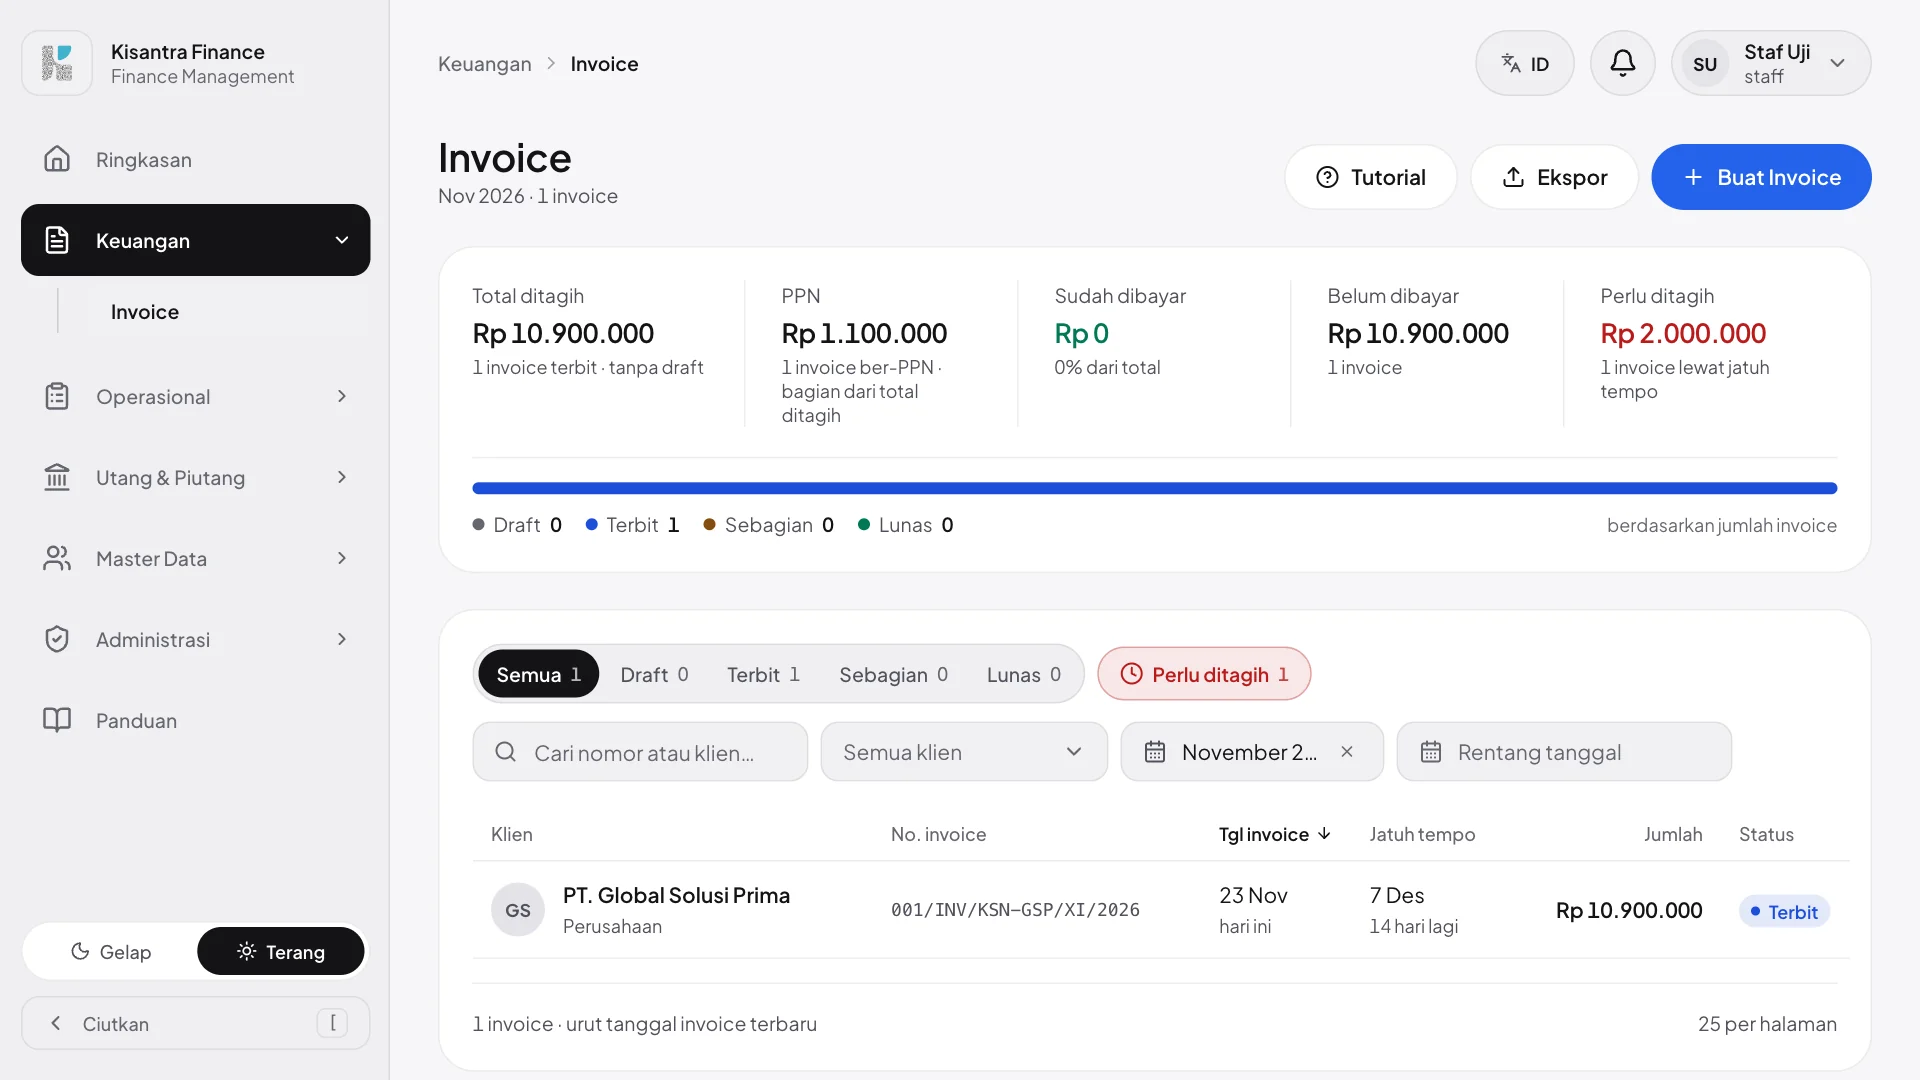 Kisantra Finance
Finance Management
Ringkasan
Keuangan
Invoice
Operasional
Utang & Piutang
Master Data
Administrasi
Panduan
Gelap
Terang
Ciutkan
[
Keuangan > Invoice
ID
SU
Staf Uji
staff
Invoice
Nov 2026 · 1 invoice
Tutorial
Ekspor
+ Buat Invoice
Total ditagih
Rp 10.900.000
1 invoice terbit · tanpa draft
PPN
Rp 1.100.000
1 invoice ber-PPN ·
bagian dari total
ditagih
Sudah dibayar
Rp 0
0% dari total
Belum dibayar
Rp 10.900.000
1 invoice
Perlu ditagih
Rp 2.000.000
1 invoice lewat jatuh
tempo
Draft 0 Terbit 1 Sebagian 0 Lunas 0
berdasarkan jumlah invoice
Semua 1 Draft 0 Terbit 1 Sebagian 0 Lunas 0 Perlu ditagih 1
Cari nomor atau klien...
Semua klien
November 2...
Rentang tanggal
Klien No. invoice Tgl invoice ↓ Jatuh tempo Jumlah Status
GS
PT. Global Solusi Prima
Perusahaan
001/INV/KSN-GSP/XI/2026
23 Nov
hari ini
7 Des
14 hari lagi
Rp 10.900.000
Terbit
1 invoice · urut tanggal invoice terbaru
25 per halaman